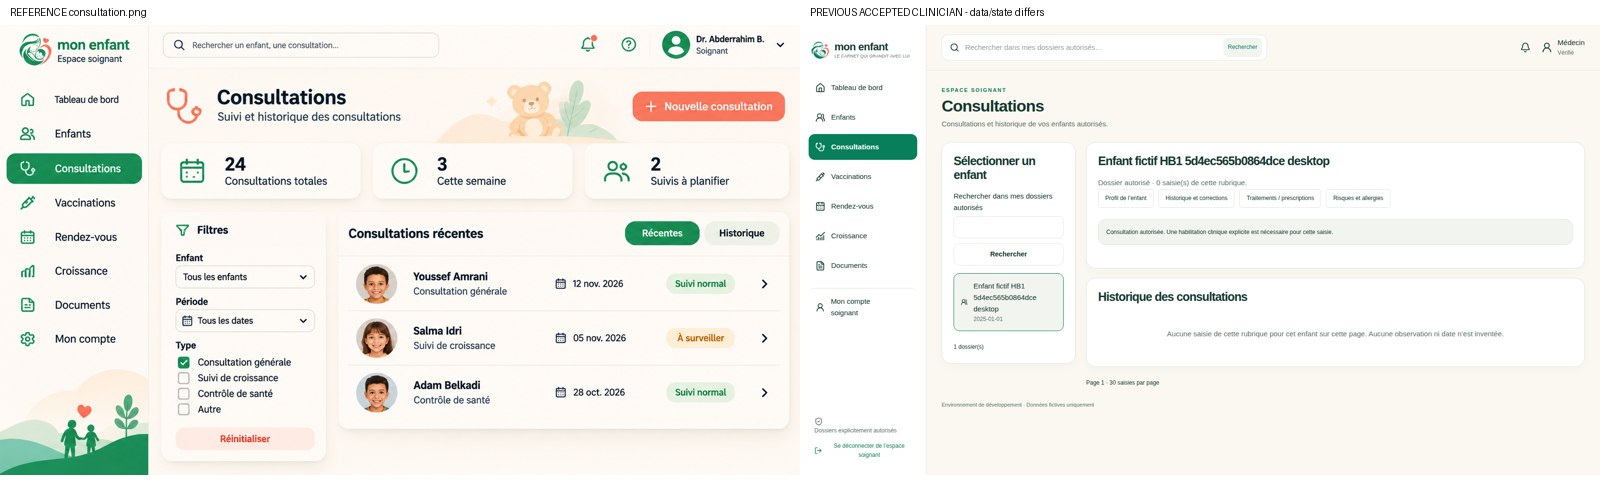 REFERENCE consultation.png
mon enfant
Espace soignant
Tableau de bord
Enfants
Consultations
Vaccinations
Rendez-vous
Croissance
Documents
Mon compte
Rechercher un enfant, une consultation...
Dr. Abderrahim B.
Soignant
Consultations
Suivi et historique des consultations
Nouvelle consultation
24
Consultations totales
3
Cette semaine
2
Suivis à planifier
Filtres
Enfant
Tous les enfants
Période
Tous les dates
Type
Consultation générale
Suivi de croissance
Contrôle de santé
Autre
Réinitialiser
Consultations récentes
Récentes
Historique
Youssef Amrani
Consultation générale
12 nov. 2026
Suivi normal
Salma Idri
Suivi de croissance
05 nov. 2026
À surveiller
Adam Belkadi
Contrôle de santé
28 oct. 2026
Suivi normal
PREVIOUS ACCEPTED CLINICIAN - data/state differs
mon enfant
LE CARNET QUI GRANDIT AVEC LUI
Tableau de bord
Enfants
Consultations
Vaccinations
Rendez-vous
Croissance
Documents
Mon compte
soignant
Dossiers explicitement autorisés
Se déconnecter de l'espace
soignant
Rechercher dans mes dossiers autorisés...
Rechercher
Médecin
Vérifié
ESPACE SOIGNANT
Consultations
Consultations et historique de vos enfants autorisés.
Sélectionner un
enfant
Rechercher dans mes dossiers
autorisés
Rechercher
Enfant fictif HB1
5d4ec565b0864dce
desktop
2025-01-01
1 dossier(s)
Enfant fictif HB1 5d4ec565b0864dce desktop
Dossier autorisé · 0 saisie(s) de cette rubrique.
Profil de l'enfant
Historique et corrections
Traitements / prescriptions
Risques et allergies
Consultation autorisée. Une habilitation clinique explicite est nécessaire pour cette saisie.
Historique des consultations
Aucune saisie de cette rubrique pour cet enfant sur cette page. Aucune observation ni date n'est inventée.
Page 1 · 30 saisies par page
Environnement de développement · Données fictives uniquement